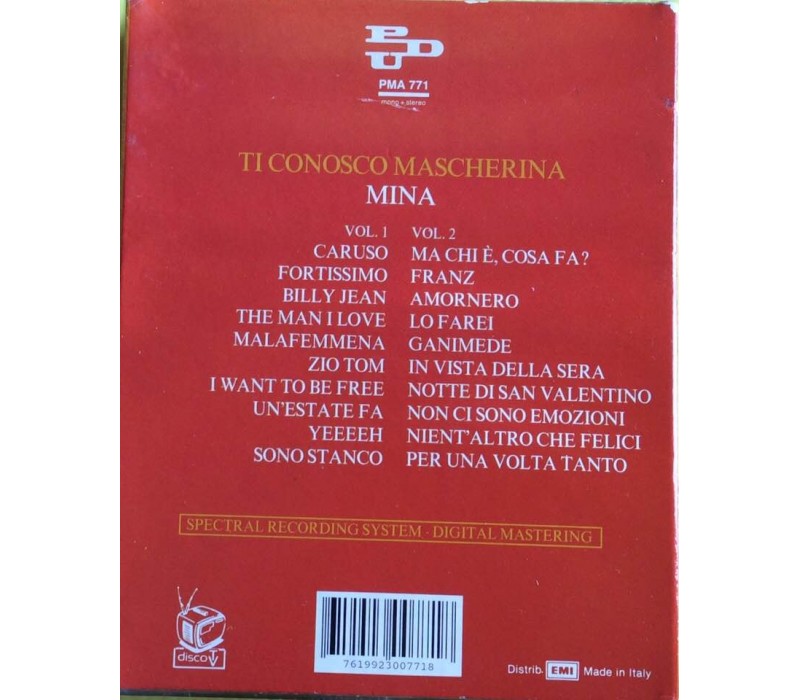 PDU
PMA 771
mono + stereo
TI CONOSCO MASCHERINA
MINA
VOL. 1
CARUSO
FORTISSIMO
BILLY JEAN
THE MAN I LOVE
MALAFEMMENA
ZIO TOM
I WANT TO BE FREE
UN'ESTATE FA
YEEEEH
SONO STANCO
VOL. 2
MA CHI È, COSA FA?
FRANZ
AMORNERO
LO FAREI
GANIMEDE
IN VISTA DELLA SERA
NOTTE DI SAN VALENTINO
NON CI SONO EMOZIONI
NIENT'ALTRO CHE FELICI
PER UNA VOLTA TANTO
SPECTRAL RECORDING SYSTEM - DIGITAL MASTERING
disco TV
7619923007718
Distrib. EMI Made in Italy